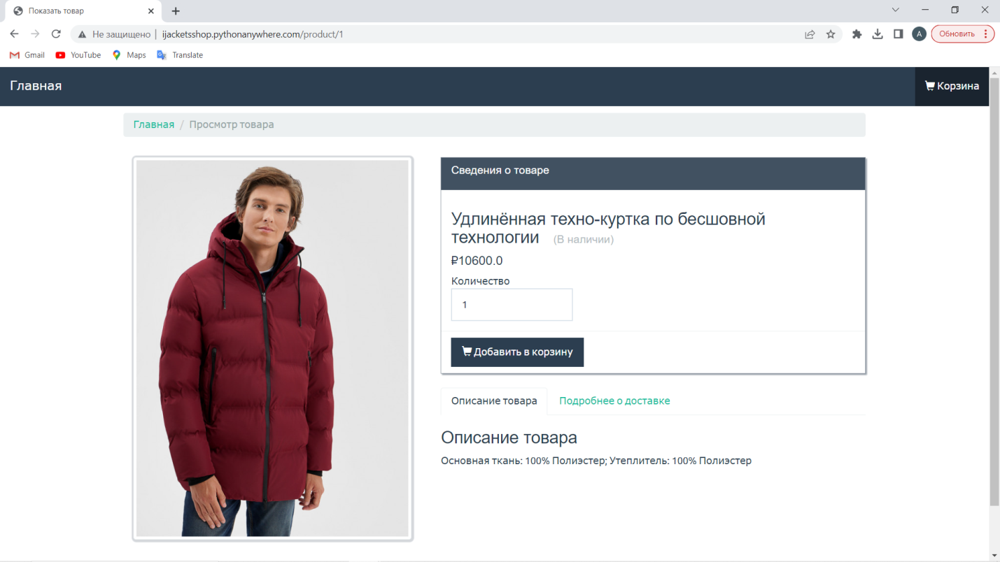 Показать товар
Не защищено | ijacketsshop.pythonanywhere.com/product/1
A
Обновить
Gmail YouTube Maps Translate
Главная
Корзина
Главная / Просмотр товара
Сведения о товаре
Удлинённая техно-куртка по бесшовной
технологии (В наличии)
₽10600.0
Количество
1
Добавить в корзину
Описание товара Подробнее о доставке
Описание товара
Основная ткань: 100% Полиэстер; Утеплитель: 100% Полиэстер